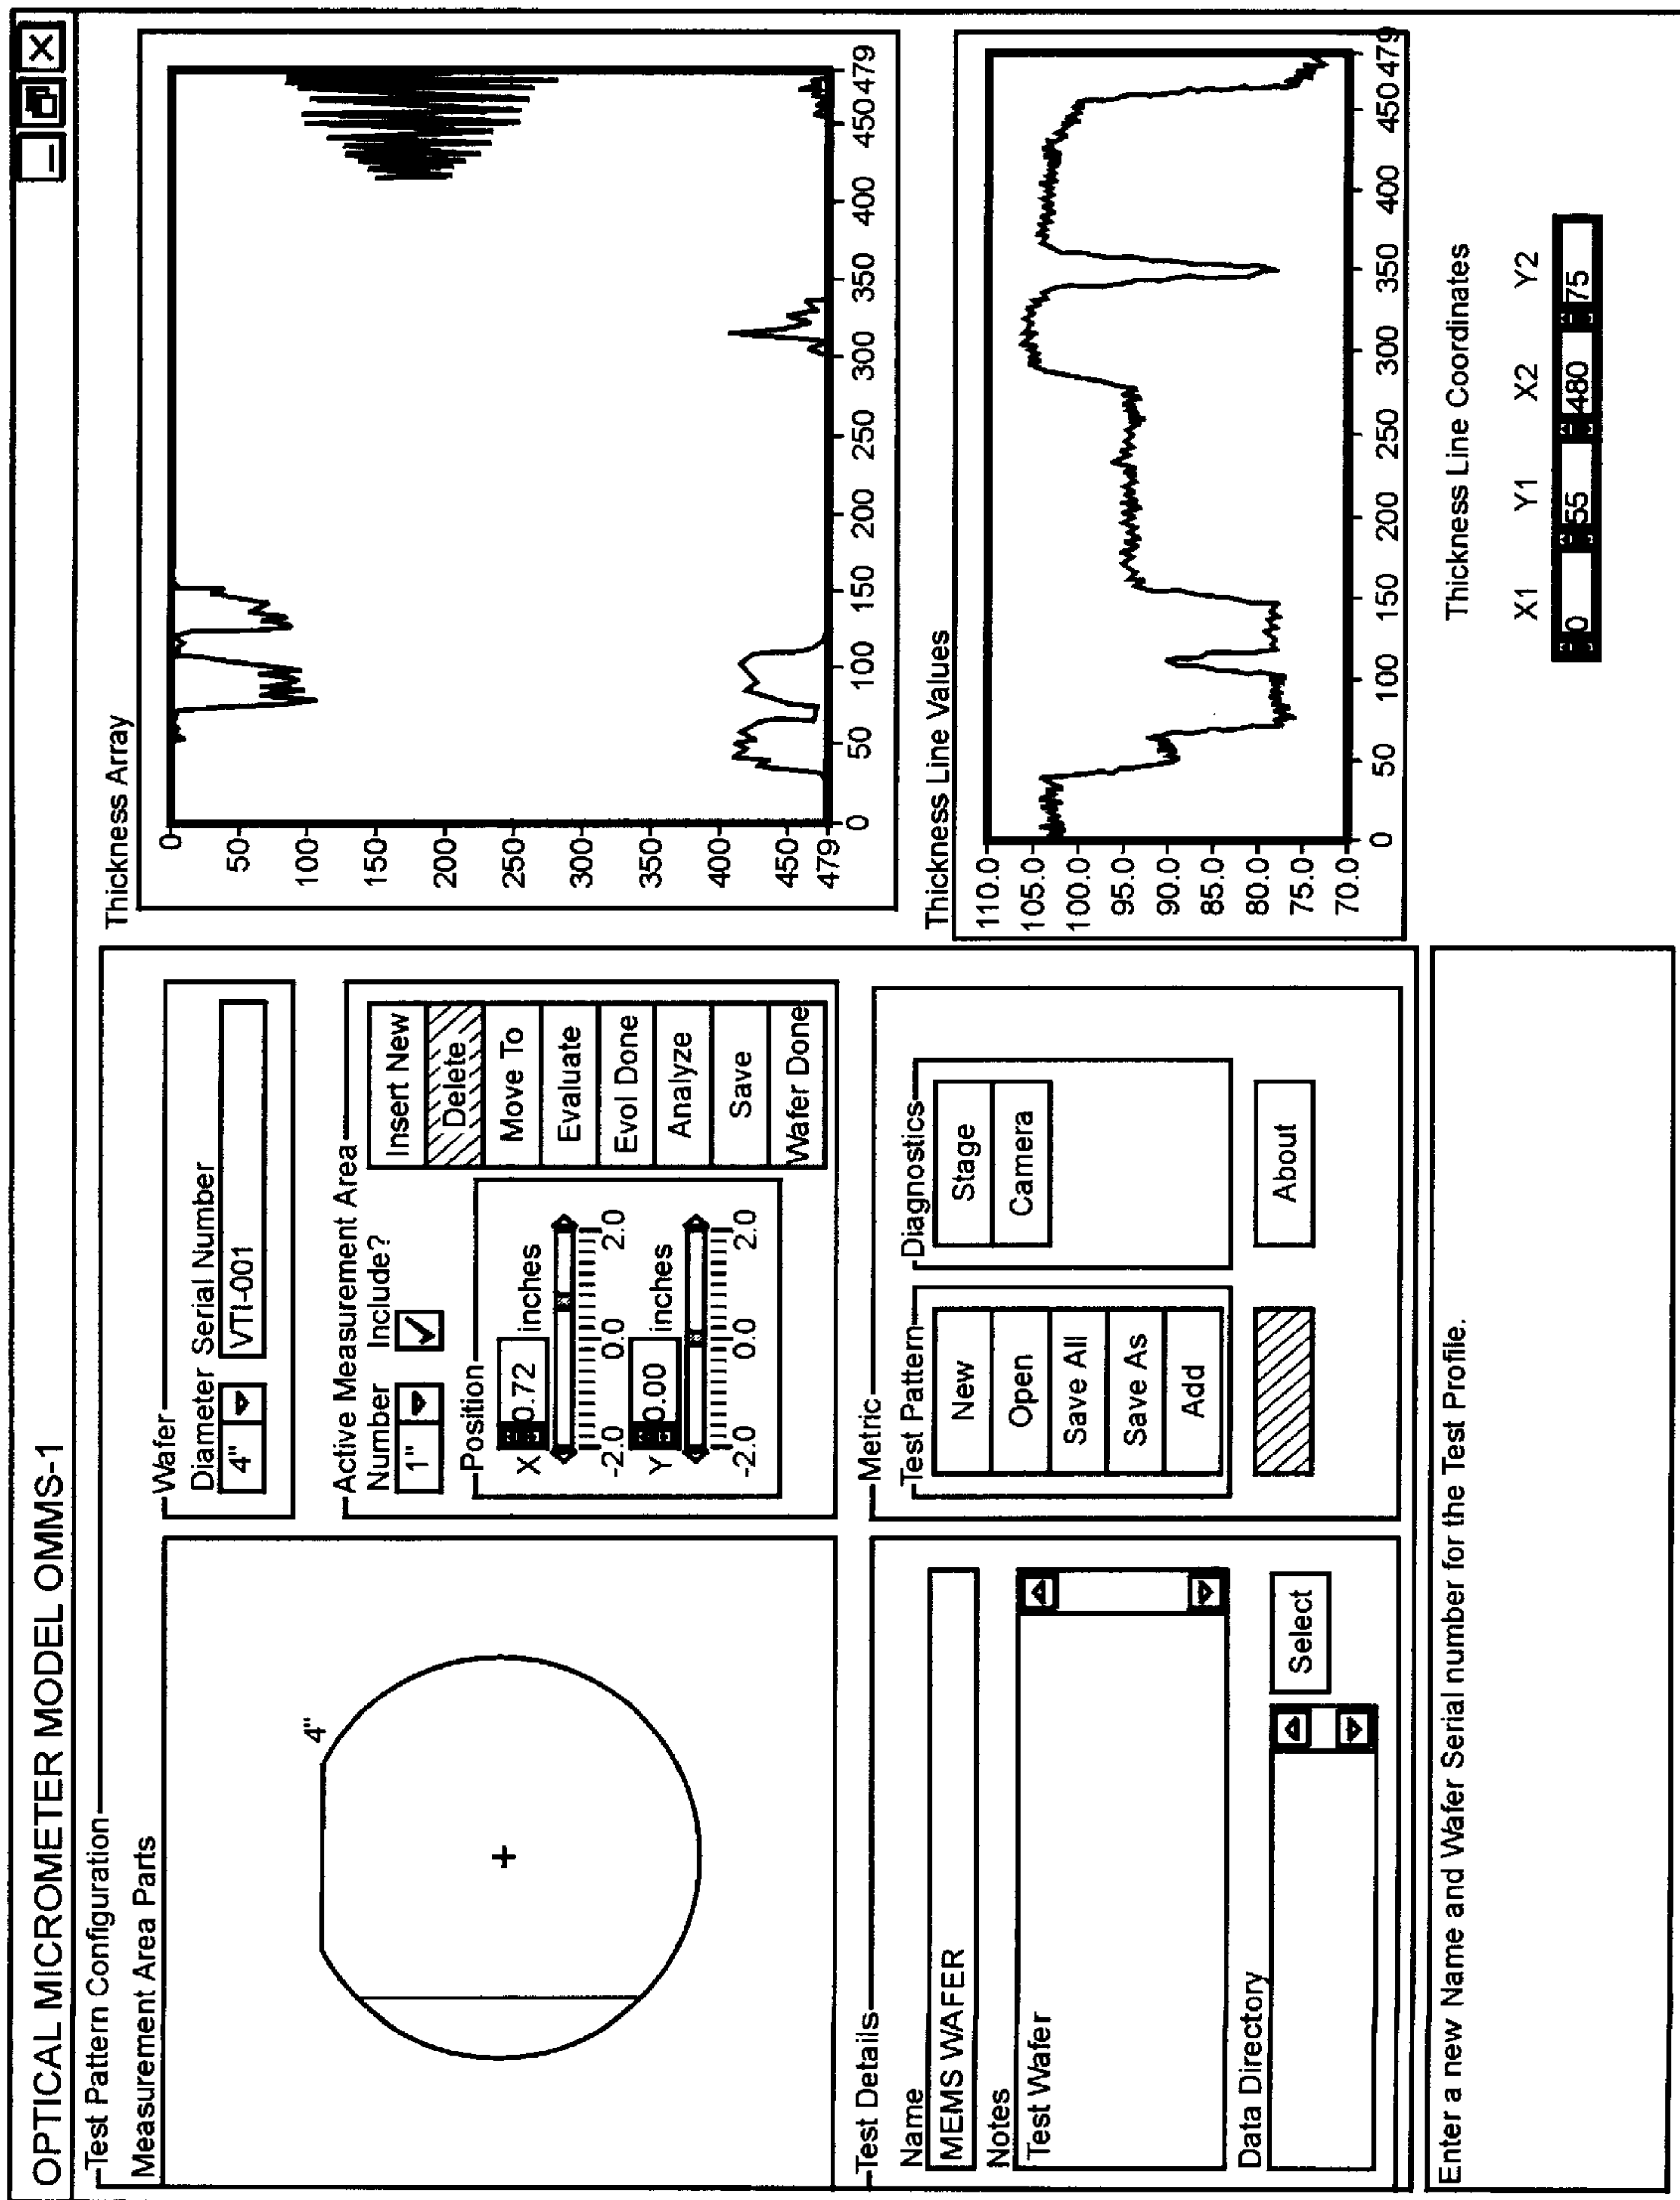 OPTICAL MICROMETER MODEL OMMS-1
Test Pattern Configuration
Measurement Area Parts
4"
Wafer
Diameter Serial Number
4" VTI-001
Active Measurement Area
Number Include?
1"
Position
X 0.72 inches
-2.0 0.0 2.0
Y 0.00 inches
-2.0 0.0 2.0
Insert New
Delete
Move To
Evaluate
Evol Done
Analyze
Save
Wafer Done
Test Details
Name
MEMS WAFER
Notes
Test Wafer
Data Directory
Select
Metric
Test Pattern
New
Open
Save All
Save As
Add
Diagnostics
Stage
Camera
About
Enter a new Name and Wafer Serial number for the Test Profile.
Thickness Array
0
50
100
150
200
250
300
350
400
450
479
0 50 100 150 200 250 300 350 400 450 479
Thickness Line Values
110.0
105.0
100.0
95.0
90.0
85.0
80.0
75.0
70.0
0 50 100 150 200 250 300 350 400 450 479
Thickness Line Coordinates
X1 Y1 X2 Y2
0 55 480 75